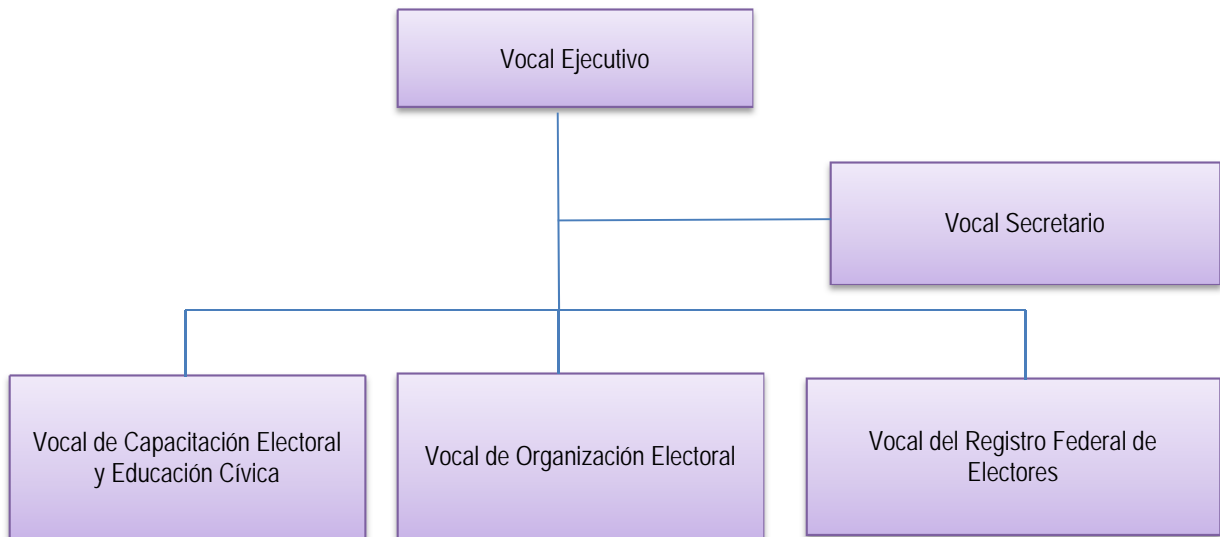 Vocal Ejecutivo
Vocal Secretario
Vocal de Capacitación Electoral
y Educación Cívica
Vocal de Organización Electoral
Vocal del Registro Federal de
Electores